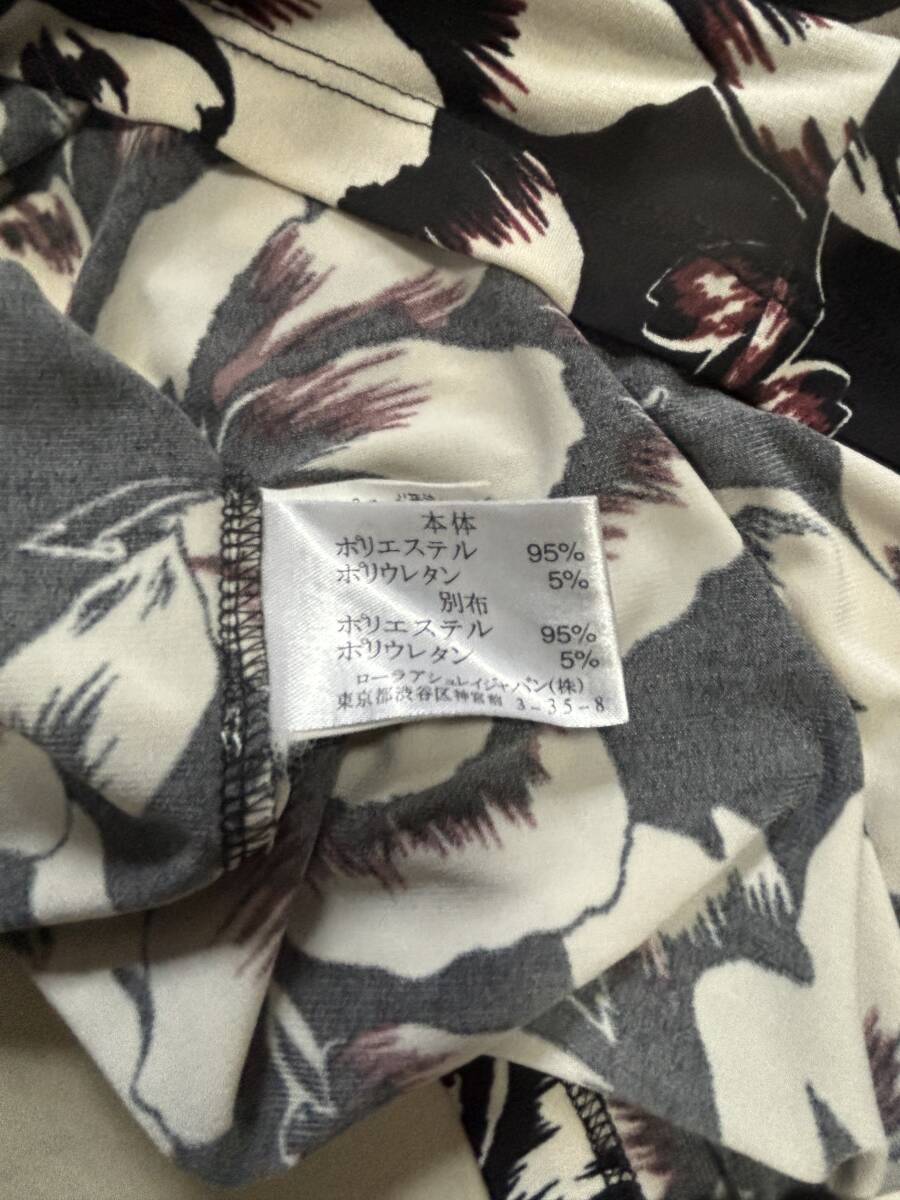 本体
ポリエステル 95%
ポリウレタン 5%
別布
ポリエステル 95%
ポリウレタン 5%
ローラアシュレイジャパン(株)
東京都渋谷区神宮前 3-35-8